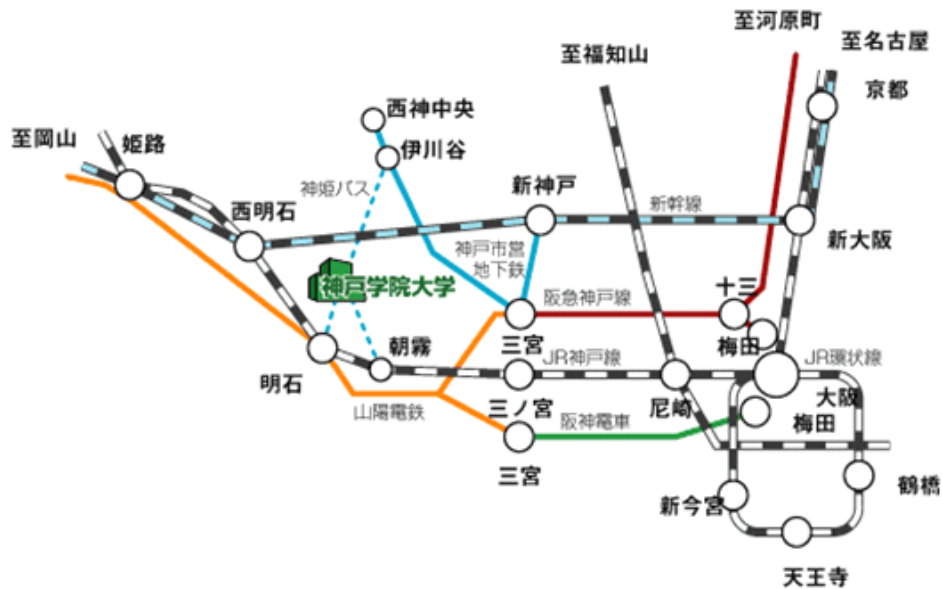 至河原町
至名古屋
至福知山
京都
西神中央
至岡山
姫路
伊川谷
神姫バス
新神戸
新幹線
西明石
新大阪
神戸市営
地下鉄
神戸学院大学
阪急神戸線
十三
三宮
梅田
朝霧
JR神戸線
JR環状線
明石
山陽電鉄
三ノ宮
尼崎
大阪
阪神電車
梅田
三宮
新今宮
鶴橋
天王寺